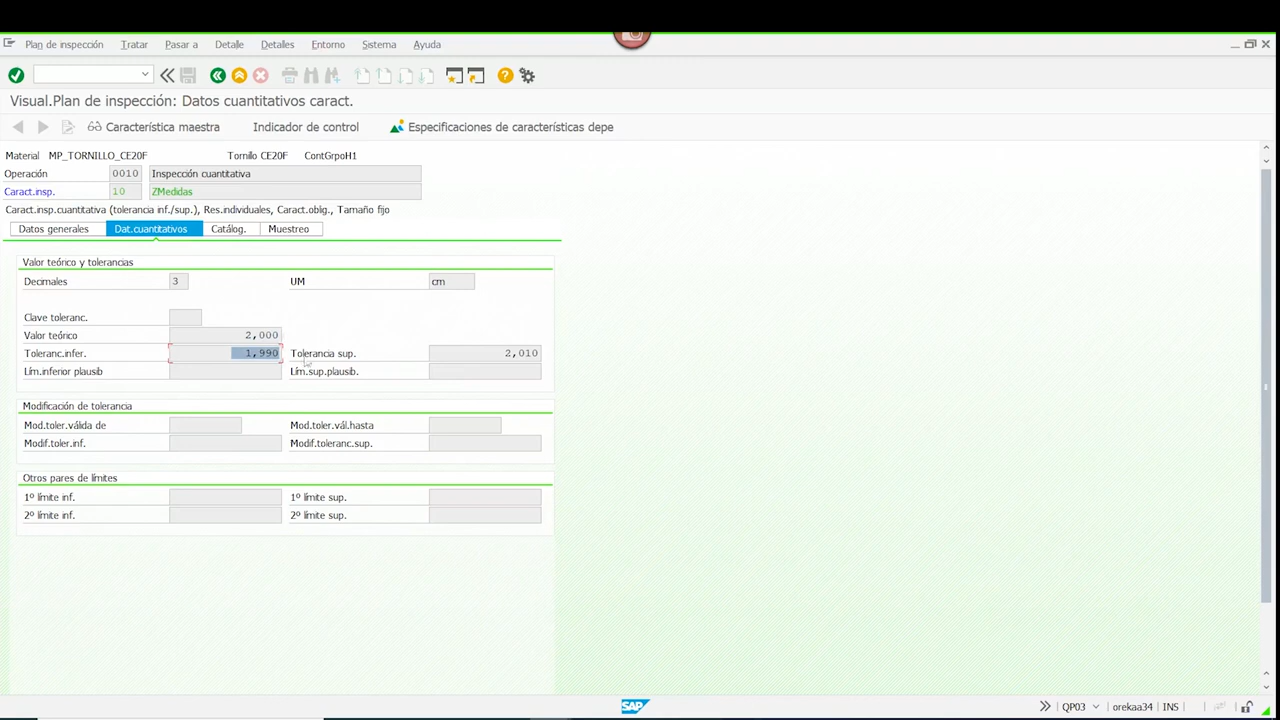 Plan de inspección Tratar Pasar a Detalle Detalles Entorno Sistema Ayuda
Visual.Plan de inspección: Datos cuantitativos caract.
Característica maestra Indicador de control Especificaciones de características depe
Material MP_TORNILLO_CE20F Tornillo CE20F ContGrpoH1
Operación 0010 Inspección cuantitativa
Caract.insp. 10 ZMedidas
Caract.insp.cuantitativa (tolerancia inf./sup.), Res.individuales, Caract.oblg., Tamaño fijo
Datos generales Dat.cuantitativos Catálog. Muestreo
Valor teórico y tolerancias
Decimales 3 UM cm
Clave toleranc.
Valor teórico 2,000
Toleranc.infer. 1,990 Tolerancia sup. 2,010
Lím.inferior plausib Lím.sup.plausib.
Modificación de tolerancia
Mod.toler.válida de Mod.toler.vál.hasta
Modif.toler.inf. Modif.toleranc.sup.
Otros pares de límites
1º límite inf. 1º límite sup.
2º límite inf. 2º límite sup.
SAP QP03 orekaa34 INS